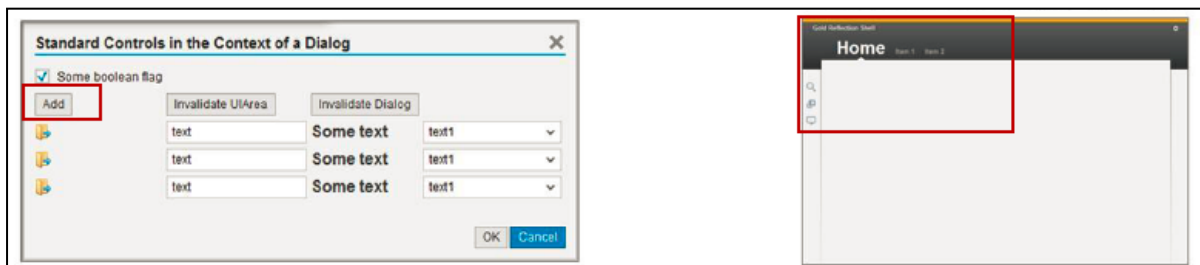 Standard Controls in the Context of a Dialog
Some boolean flag
Add Invalidate UIArea Invalidate Dialog
text Some text text1
text Some text text1
text Some text text1
OK Cancel
Gold Reflection Shell
Home Item 1 Item 2